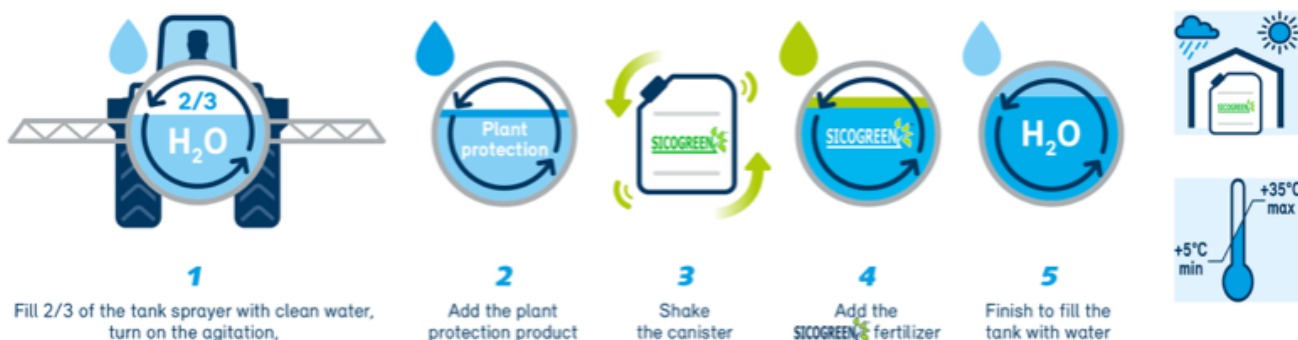 2/3
H₂O
Plant
protection
SICOGREEN
SICOGREEN
H₂O
SICOGREEN
+35°C
max
+5°C
min
1
Fill 2/3 of the tank sprayer with clean water,
turn on the agitation,
2
Add the plant
protection product
3
Shake
the canister
4
Add the
SICOGREEN fertilizer
5
Finish to fill the
tank with water